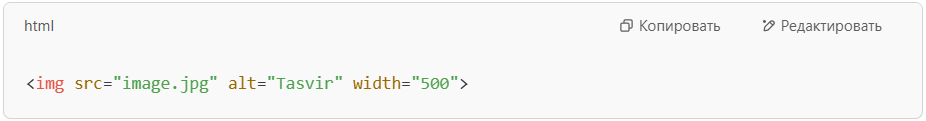 html
Копировать
Редактировать
<img src="image.jpg" alt="Tasvir" width="500">